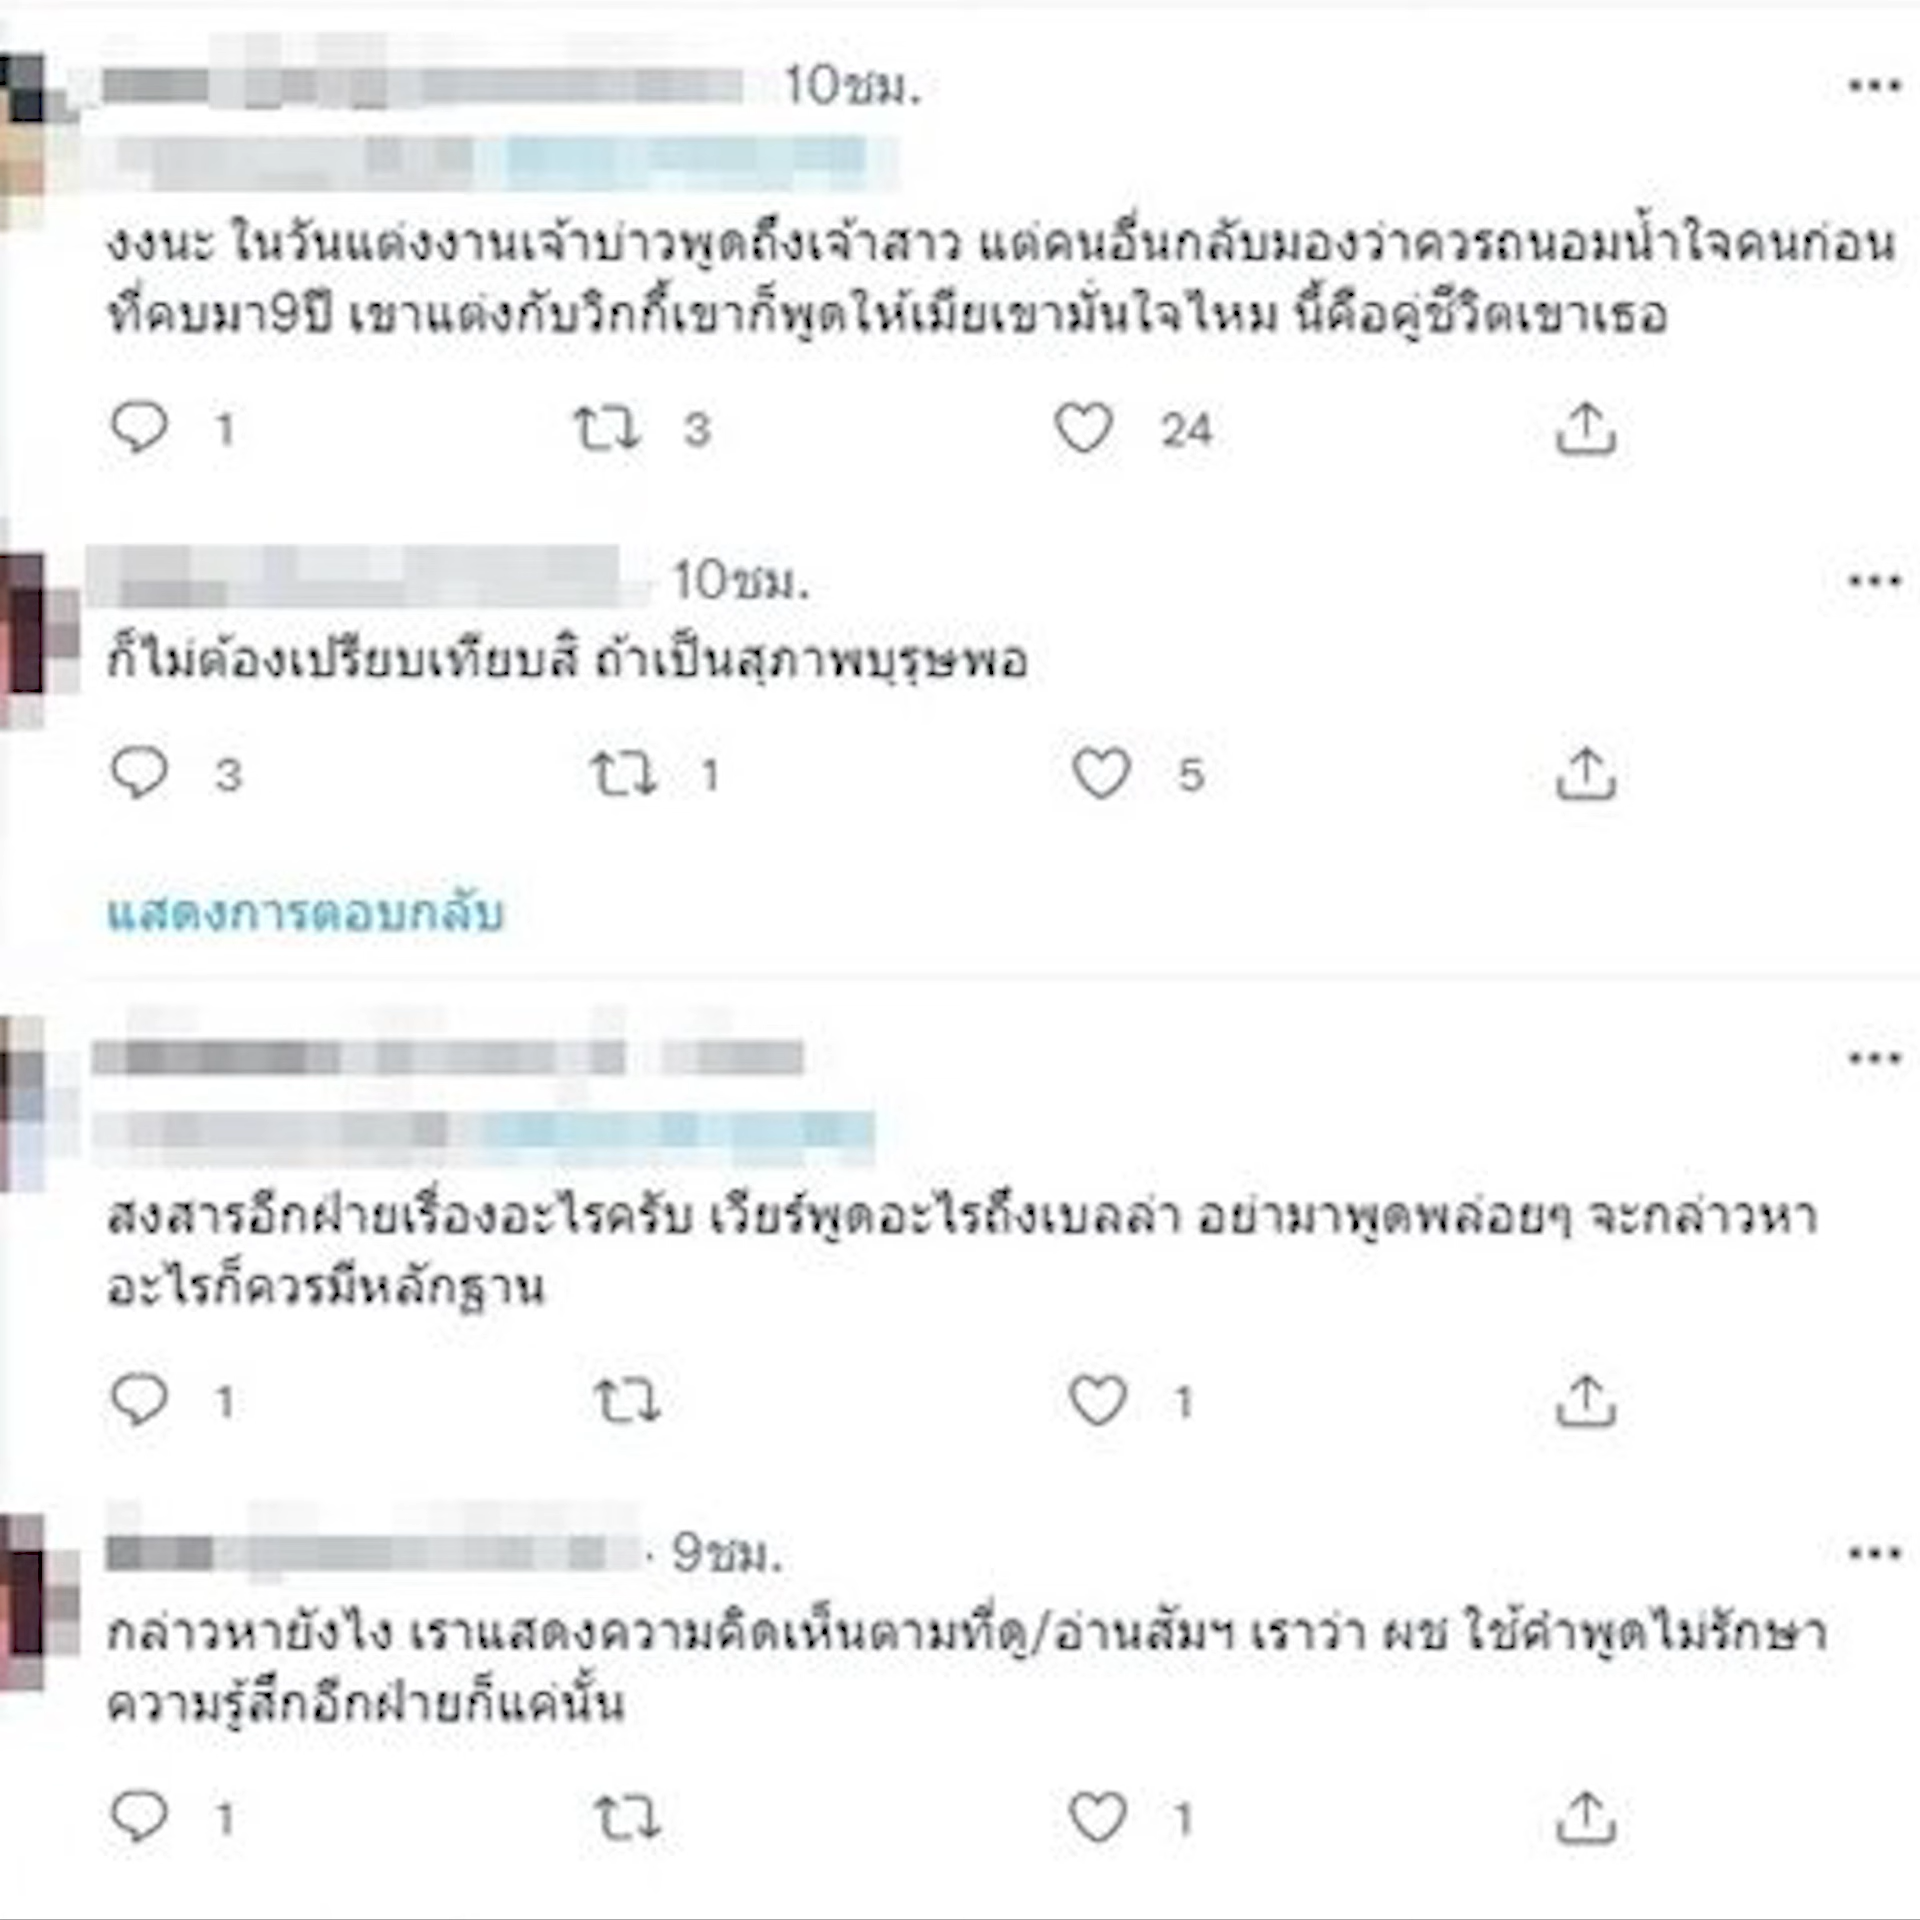 10ชม.
งงนะ ในวันแต่งงานเจ้าบ่าวพูดถึงเจ้าสาว แต่คนอื่นกลับมองว่าควรถนอมน้ำใจคนก่อน
ที่คบมา9ปี เขาแต่งกับวิกกี้เขาก็พูดให้เมียเขามั่นใจไหม นี้คือคู่ชีวิตเขาเธอ
1 3 24
10ชม.
ก็ไม่ต้องเปรียบเทียบสิ ถ้าเป็นสุภาพบุรุษพอ
3 1 5
แสดงการตอบกลับ
สงสารอีกฝ่ายเรื่องอะไรครับ เวียร์พูดอะไรถึงเบลล่า อย่ามาพูดพล่อยๆ จะกล่าวหา
อะไรก็ควรมีหลักฐาน
1 1
· 9ชม.
กล่าวหายังไง เราแสดงความคิดเห็นตามที่ดู/อ่านสัมฯ เราว่า ผช ใช้คำพูดไม่รักษา
ความรู้สึกอีกฝ่ายก็แค่นั้น
1 1